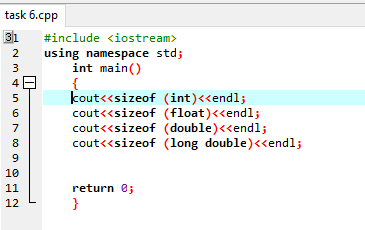 task 6.cpp
31 #include <iostream>
2 using namespace std;
3 int main()
4 {
5 cout<<sizeof (int)<<endl;
6 cout<<sizeof (float)<<endl;
7 cout<<sizeof (double)<<endl;
8 cout<<sizeof (long double)<<endl;
9
10
11 return 0;
12 }